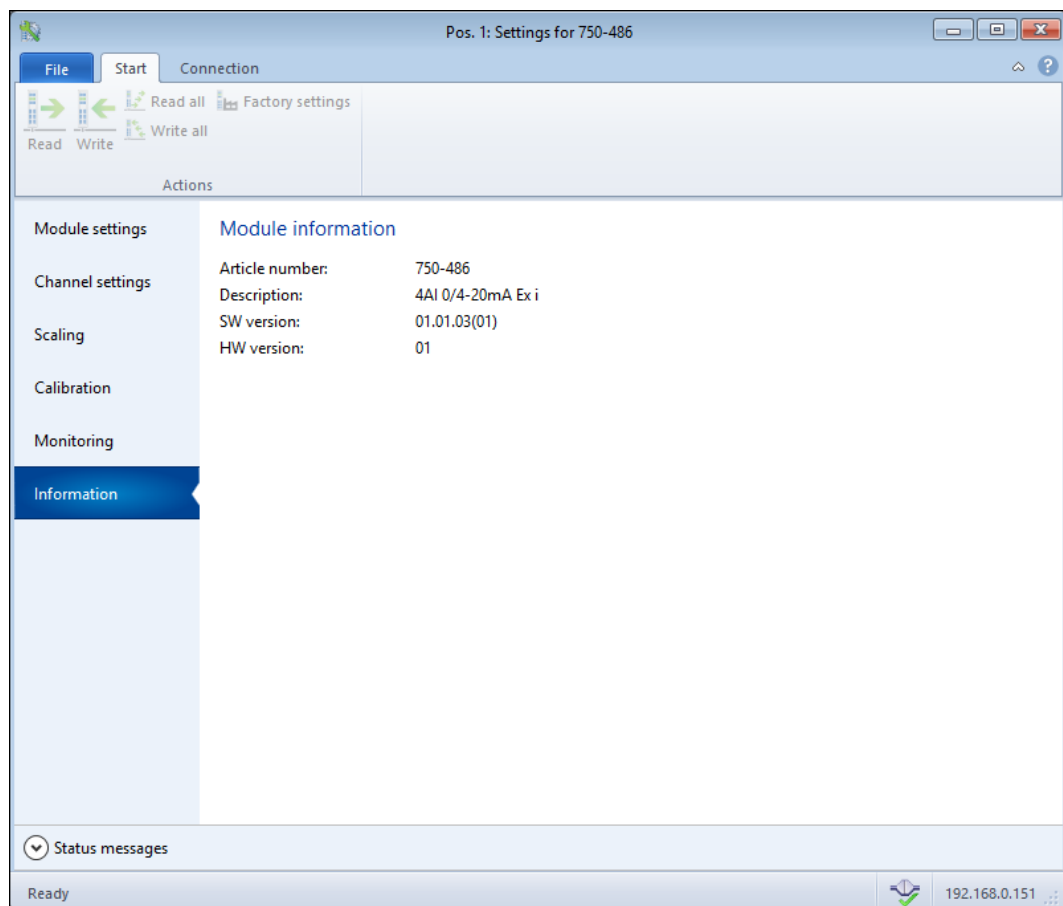 Pos. 1: Settings for 750-486
File Start Connection
Read Write Read all Factory settings
Write all
Actions
Module settings
Channel settings
Scaling
Calibration
Monitoring
Information
Module information
Article number: 750-486
Description: 4AI 0/4-20mA Ex i
SW version: 01.01.03(01)
HW version: 01
Status messages
Ready 192.168.0.151